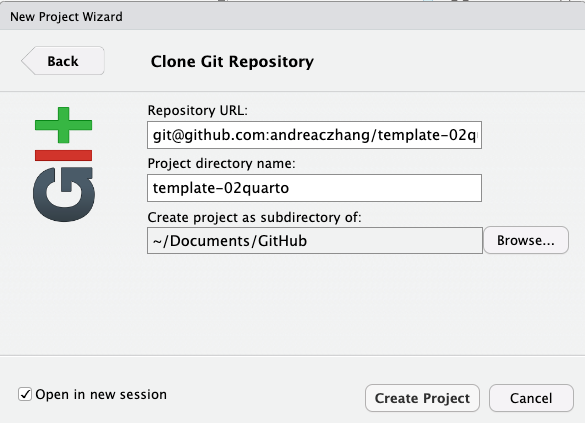 New Project Wizard
Back
Clone Git Repository
Repository URL:
git@github.com:andreaczhang/template-02q
Project directory name:
template-02quarto
Create project as subdirectory of:
~/Documents/GitHub
Browse...
Open in new session
Create Project
Cancel
git